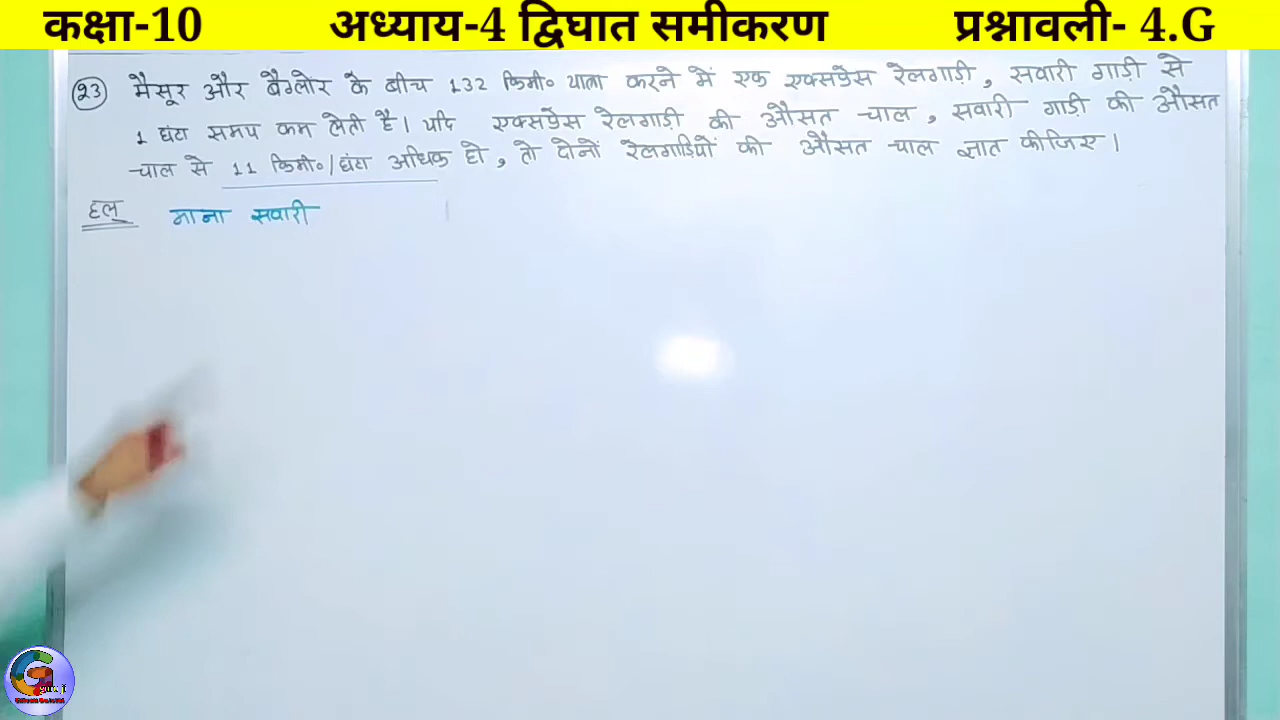 कक्षा-10 अध्याय-4 द्विघात समीकरण प्रश्नावली- 4.G
23 मैसूर और बैंग्लोर के बीच 132 किमी० यात्रा करने में एक एक्सप्रेस रेलगाड़ी, सवारी गाड़ी से
1 घंटा समय कम लेती है। यदि एक्सप्रेस रेलगाड़ी की औसत चाल, सवारी गाड़ी की औसत
चाल से 11 किमी०/घंटा अधिक हो, तो दोनों रेलगाड़ियों की औसत चाल ज्ञात कीजिए।
हल माना सवारी